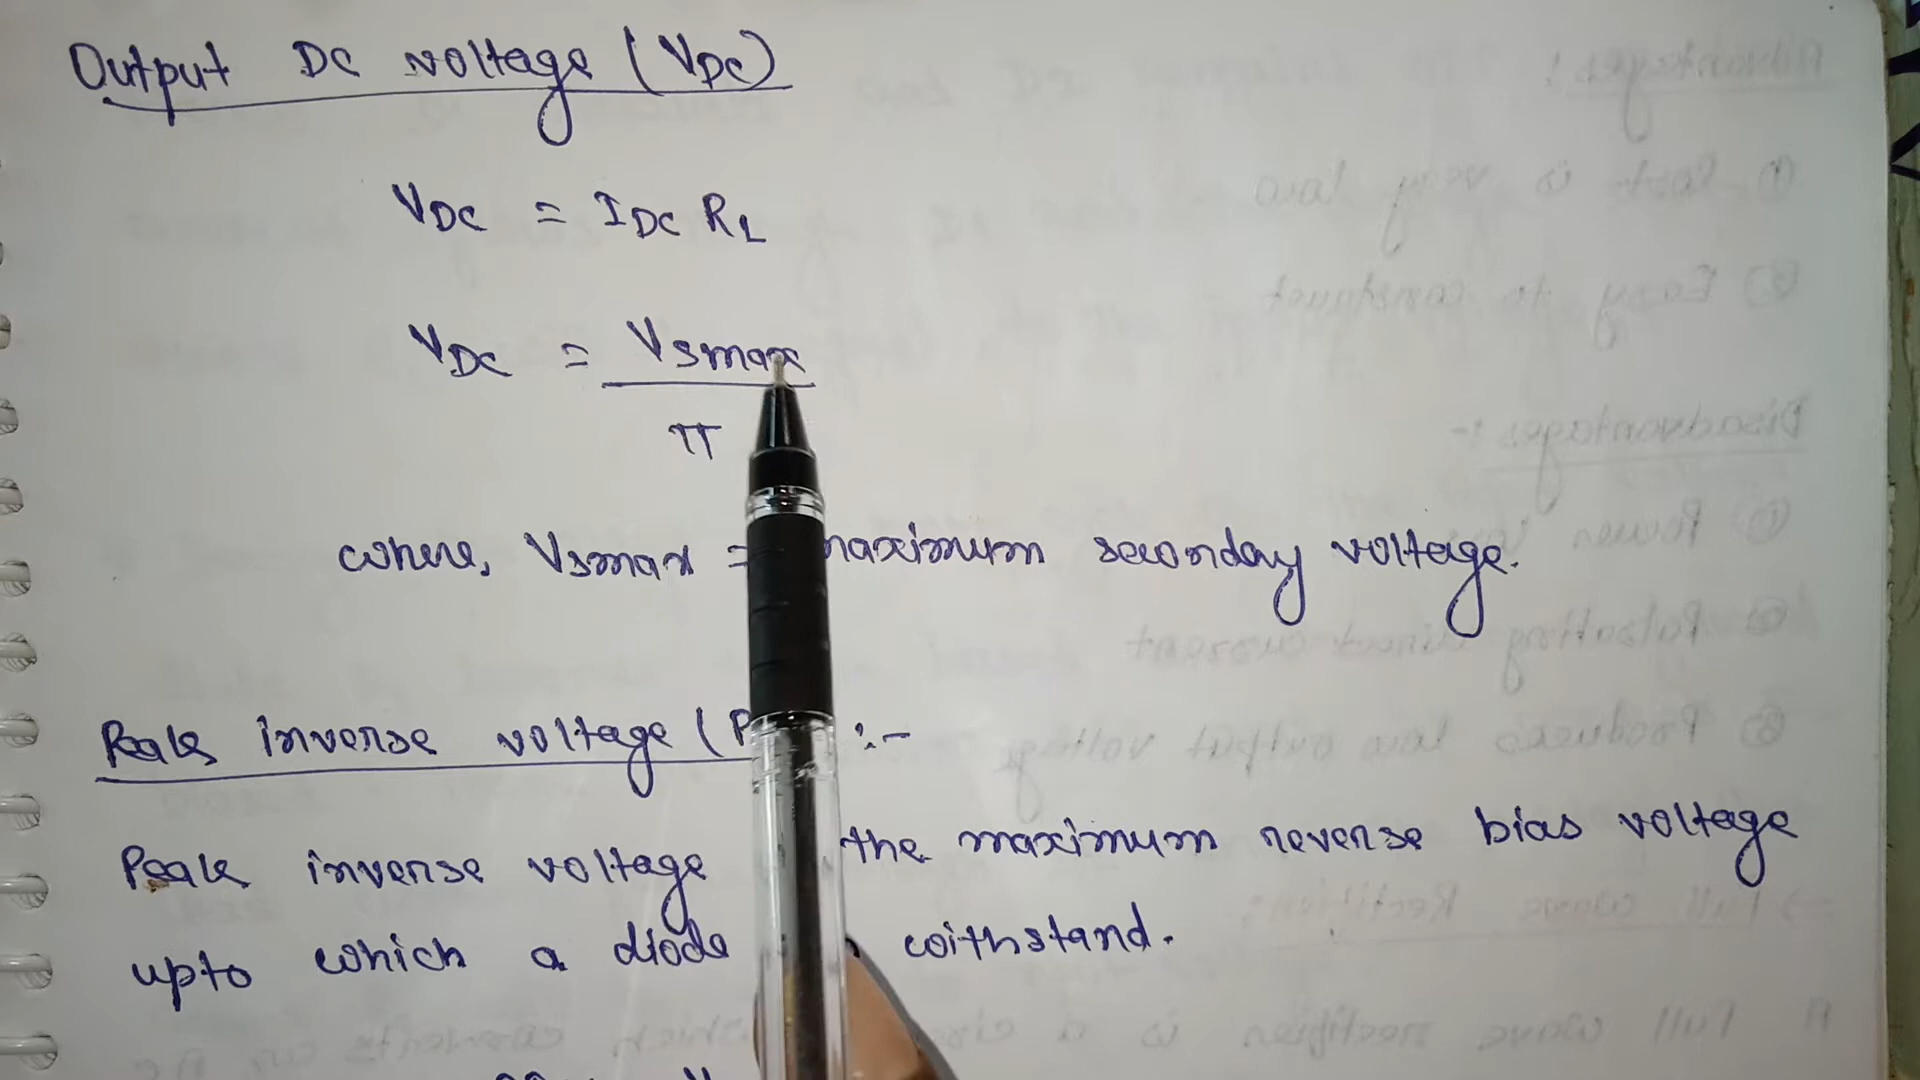 Output DC voltage (VDC)
VDC = IDC RL
VDC = VSmax
π
where, VSmax = maximum secondary voltage.
Peak inverse voltage (P :-
Peak inverse voltage the maximum reverse bias voltage
upto which a diode withstand.